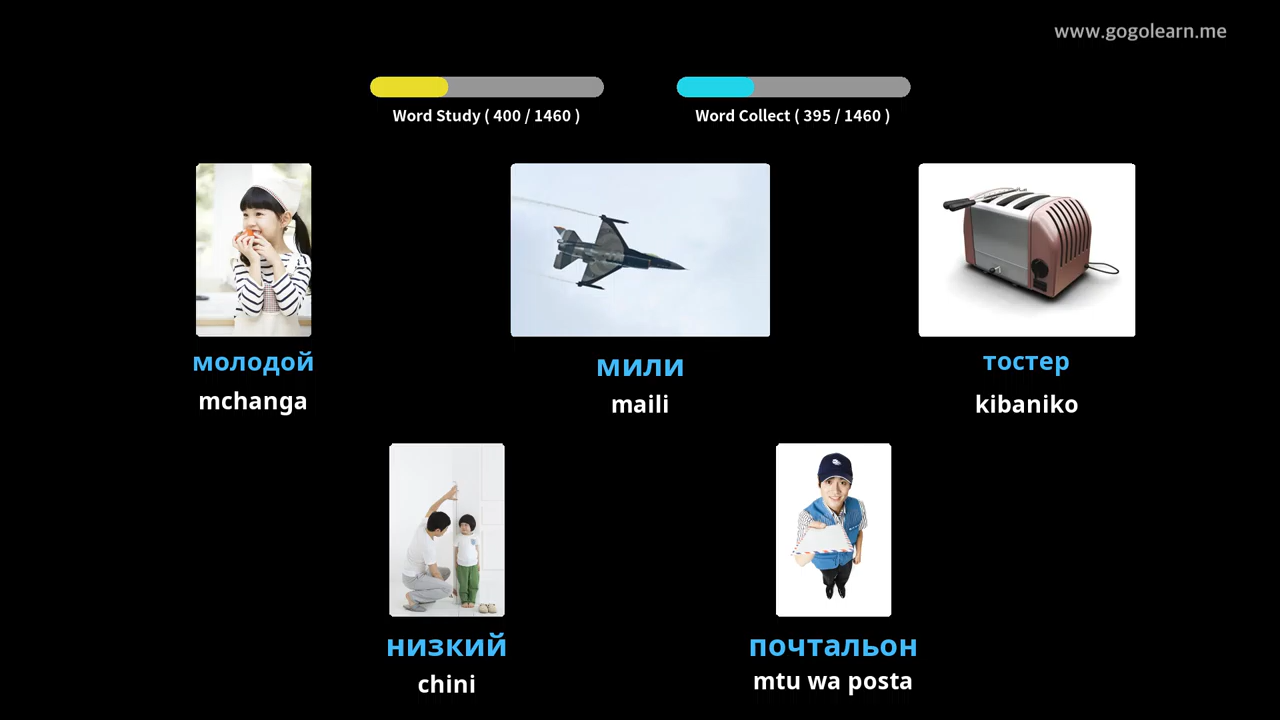 www.gogolearn.me
Word Study ( 400 / 1460 )
Word Collect ( 395 / 1460 )
молодой
mchanga
мили
maili
тостер
kibaniko
низкий
chini
почтальон
mtu wa posta